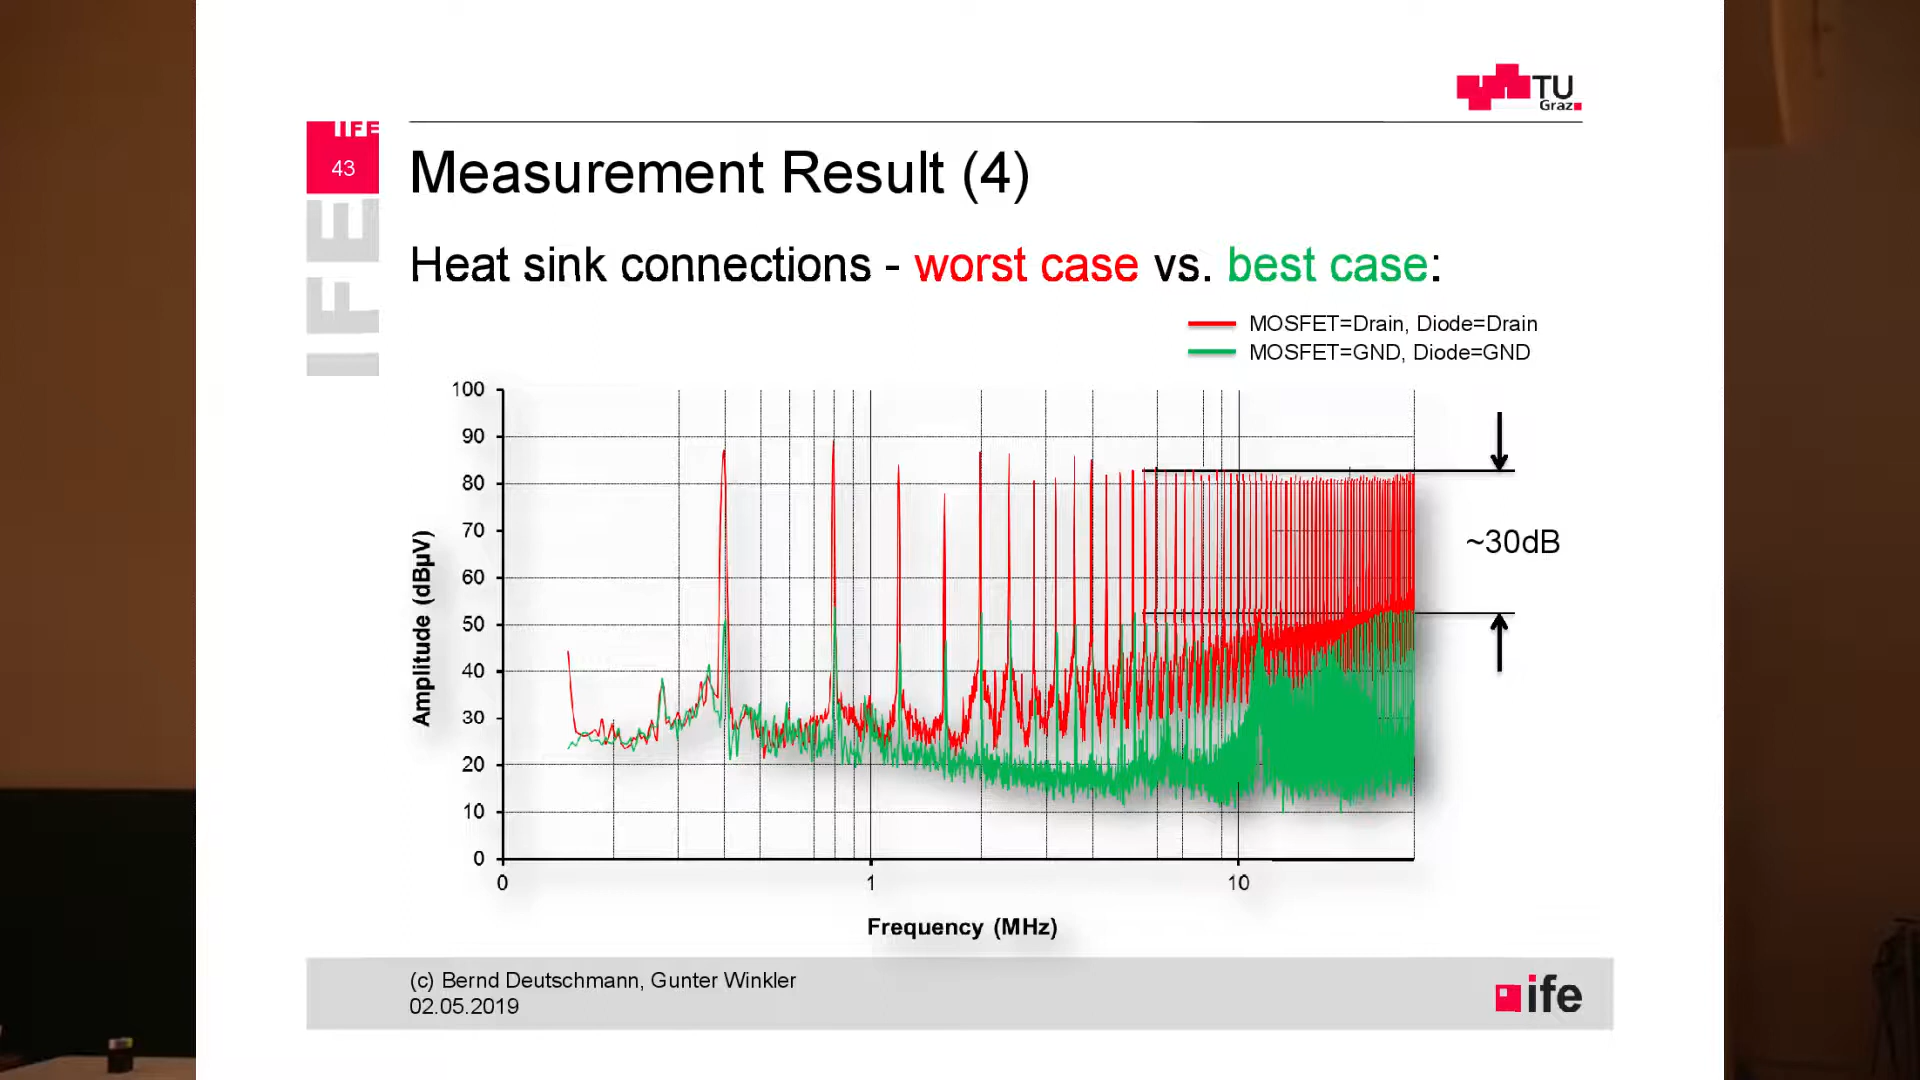 TU
Graz
IFE
43
IFE
Measurement Result (4)
Heat sink connections - worst case vs. best case:
MOSFET=Drain, Diode=Drain
MOSFET=GND, Diode=GND
100
90
80
70
60
50
40
30
20
10
0
Amplitude (dBµV)
~30dB
0 1 10
Frequency (MHz)
(c) Bernd Deutschmann, Gunter Winkler
02.05.2019
ife